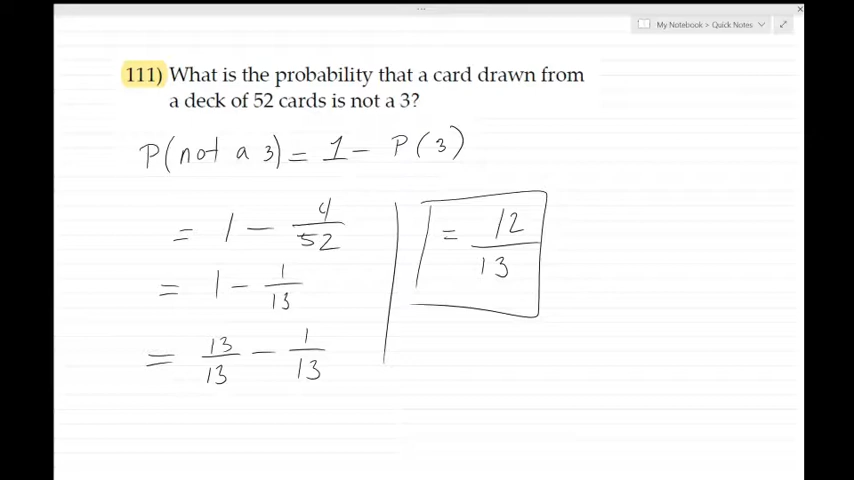 My Notebook > Quick Notes
111) What is the probability that a card drawn from
a deck of 52 cards is not a 3?
P(not a 3) = 1 - P(3)
= 1 - 4/52
= 1 - 1/13
= 13/13 - 1/13
= 12/13